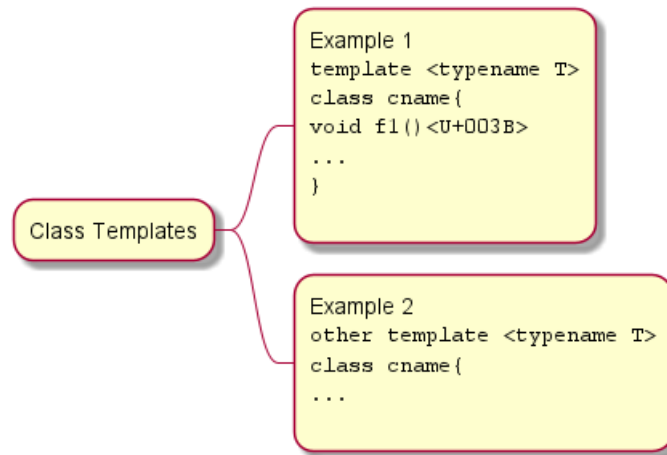 Class Templates
Example 1
template <typename T>
class cname{
void f1()<U+003B>
...
}
Example 2
other template <typename T>
class cname{
...